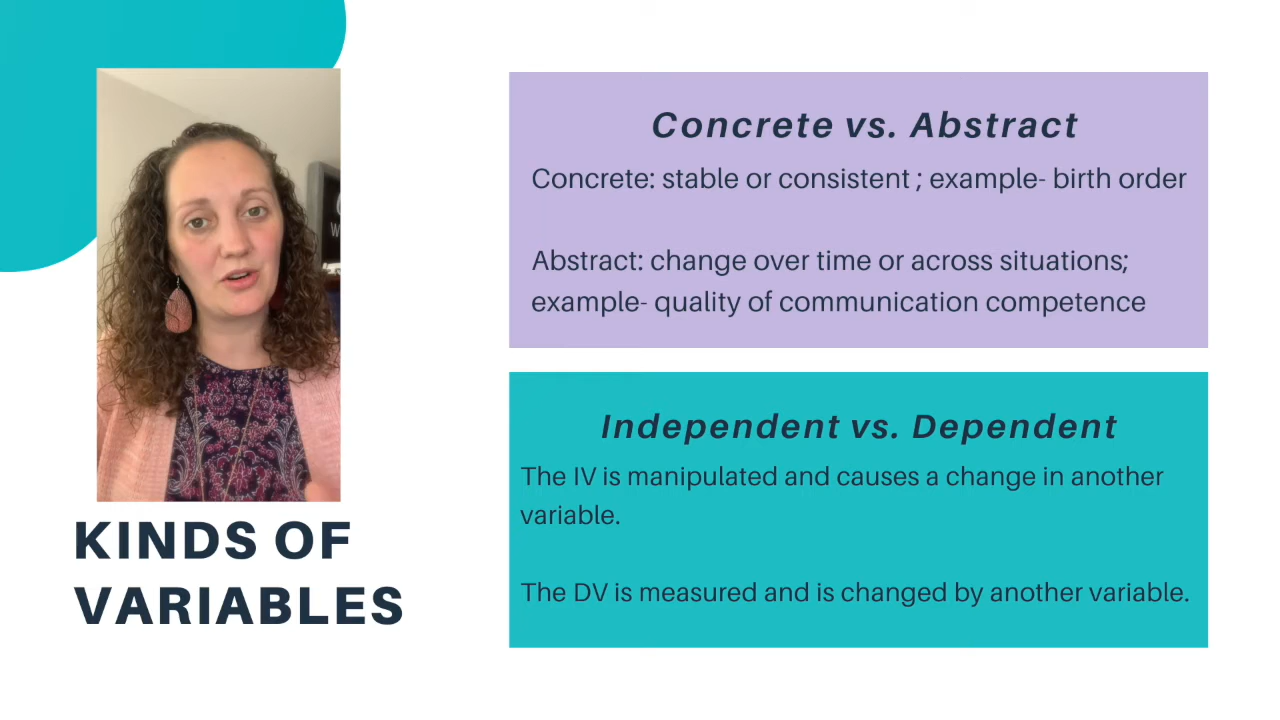 KINDS OF
VARIABLES
Concrete vs. Abstract
Concrete: stable or consistent ; example- birth order
Abstract: change over time or across situations;
example- quality of communication competence
Independent vs. Dependent
The IV is manipulated and causes a change in another
variable.
The DV is measured and is changed by another variable.